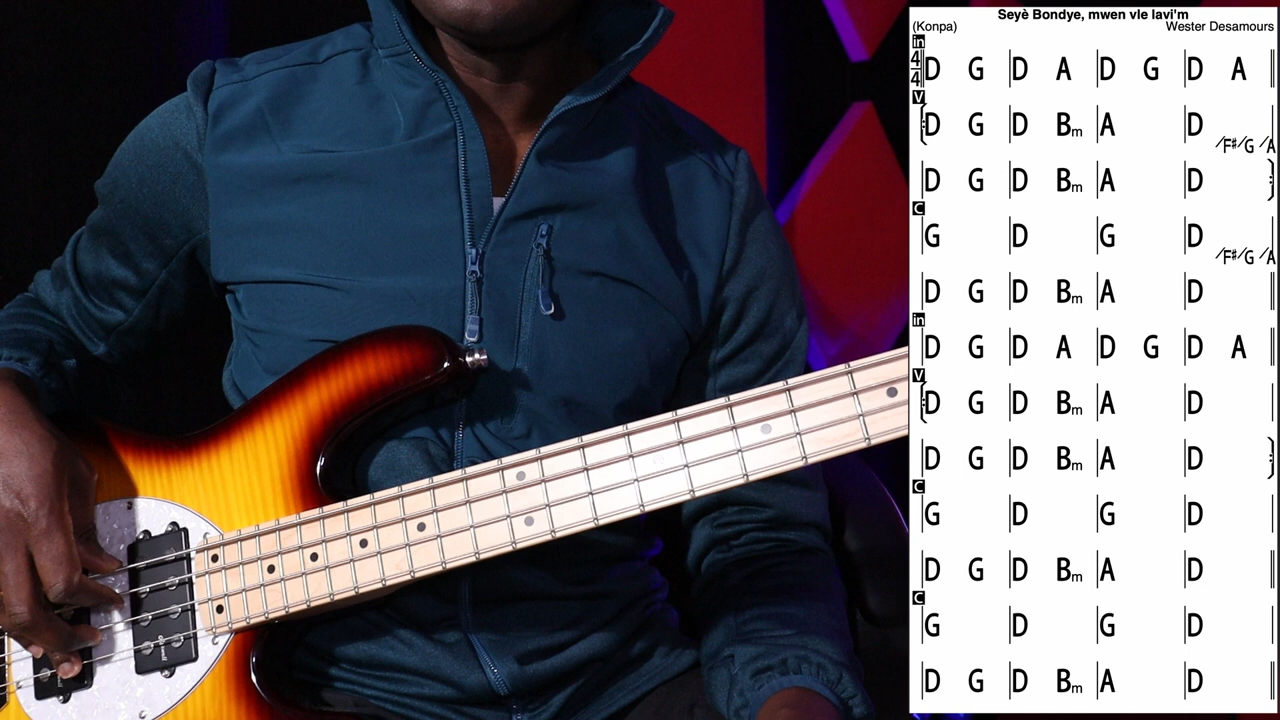 Seyè Bondye, mwen vle lavi'm
(Konpa) Wester Desamours
in
4/4 D G D A D G D A
V
D G D Bm A D /F# /G /A
D G D Bm A D
C
G D G D /F# /G /A
D G D Bm A D
in
D G D A D G D A
V
D G D Bm A D
D G D Bm A D
C
G D G D
D G D Bm A D
C
G D G D
D G D Bm A D